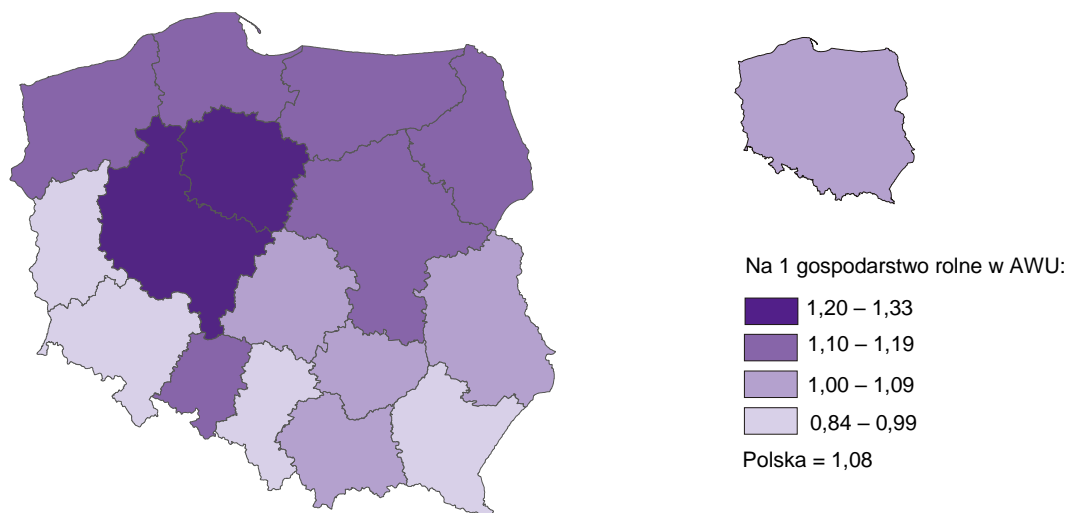 Na 1 gospodarstwo rolne w AWU:
1,20 – 1,33
1,10 – 1,19
1,00 – 1,09
0,84 – 0,99
Polska = 1,08